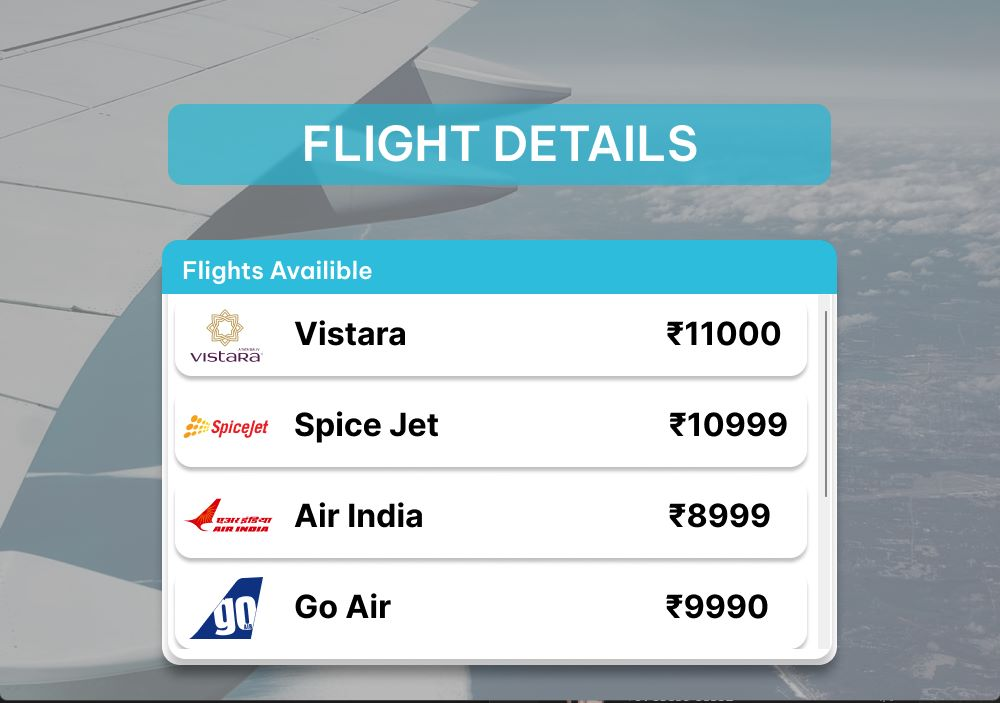 FLIGHT DETAILS
Flights Availible
VISTARA
Vistara
₹11000
SpiceJet
Spice Jet
₹10999
एअर इंडिया
AIR INDIA
Air India
₹8999
go
AIR
Go Air
₹9990